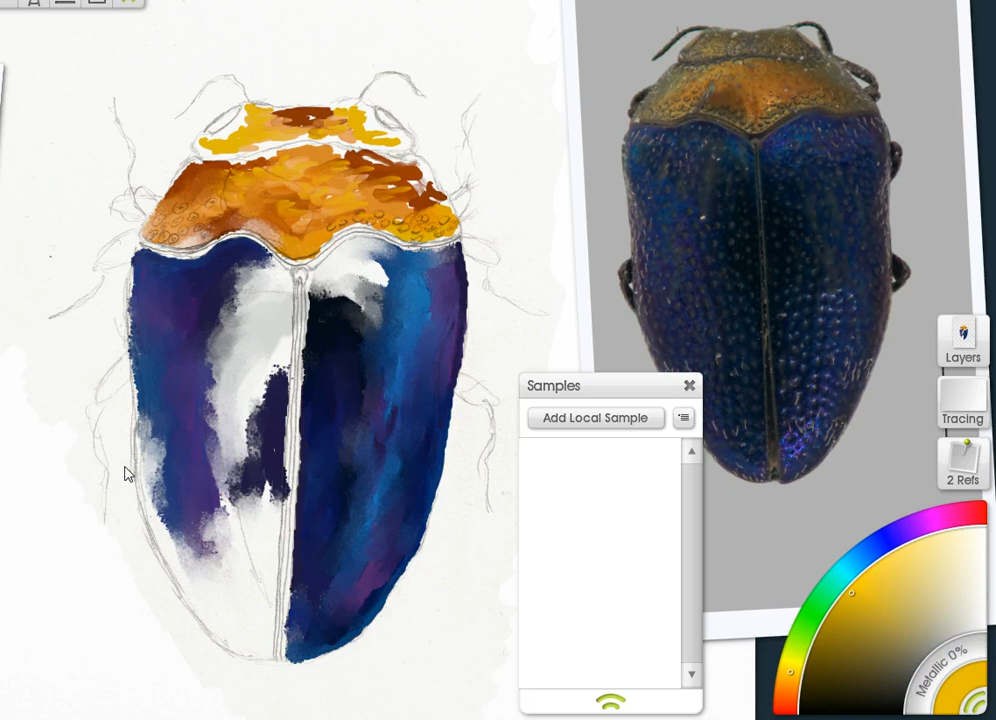 Samples
Add Local Sample
Layers
Tracing
2 Refs
Metallic 0%